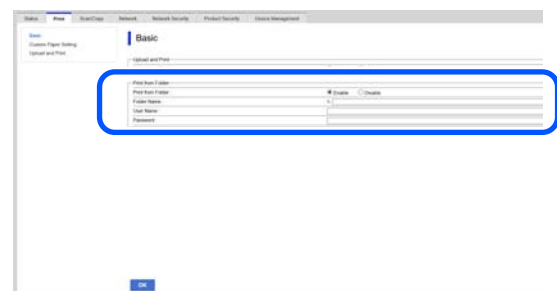 Status Print Scan/Copy Network Network Security Product Security Device Management
Basic
Custom Paper Setting
Upload and Print
Basic
Upload and Print
Print from Folder
Print from Folder : Enable Disable
Folder Name : \\
User Name :
Password :
OK